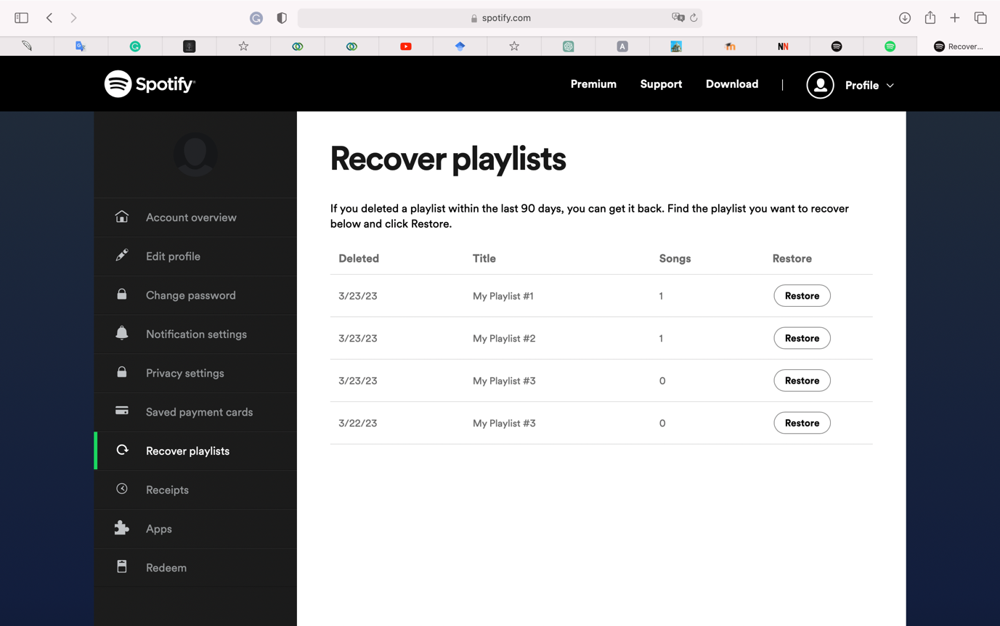 spotify.com
A
NN
Recover...
Spotify®
Premium
Support
Download
Profile
Account overview
Edit profile
Change password
Notification settings
Privacy settings
Saved payment cards
Recover playlists
Receipts
Apps
Redeem
Recover playlists
If you deleted a playlist within the last 90 days, you can get it back. Find the playlist you want to recover
below and click Restore.
Deleted Title Songs Restore
3/23/23 My Playlist #1 1 Restore
3/23/23 My Playlist #2 1 Restore
3/23/23 My Playlist #3 0 Restore
3/22/23 My Playlist #3 0 Restore